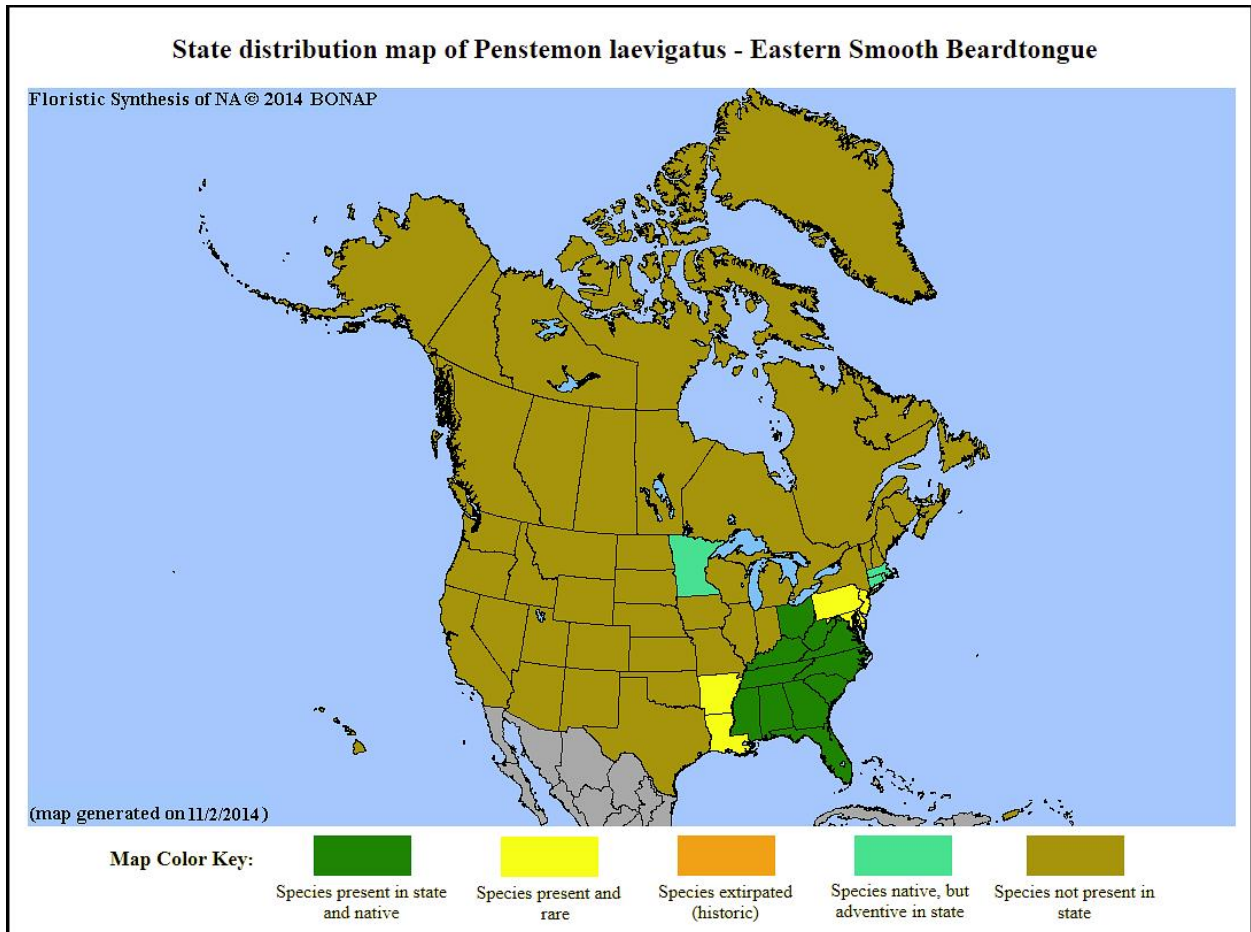 State distribution map of Penstemon laevigatus - Eastern Smooth Beardtongue
Floristic Synthesis of NA © 2014 BONAP
(map generated on 11/2/2014 )
Map Color Key:
Species present in state
and native
Species present and
rare
Species extirpated
(historic)
Species native, but
adventive in state
Species not present in
state